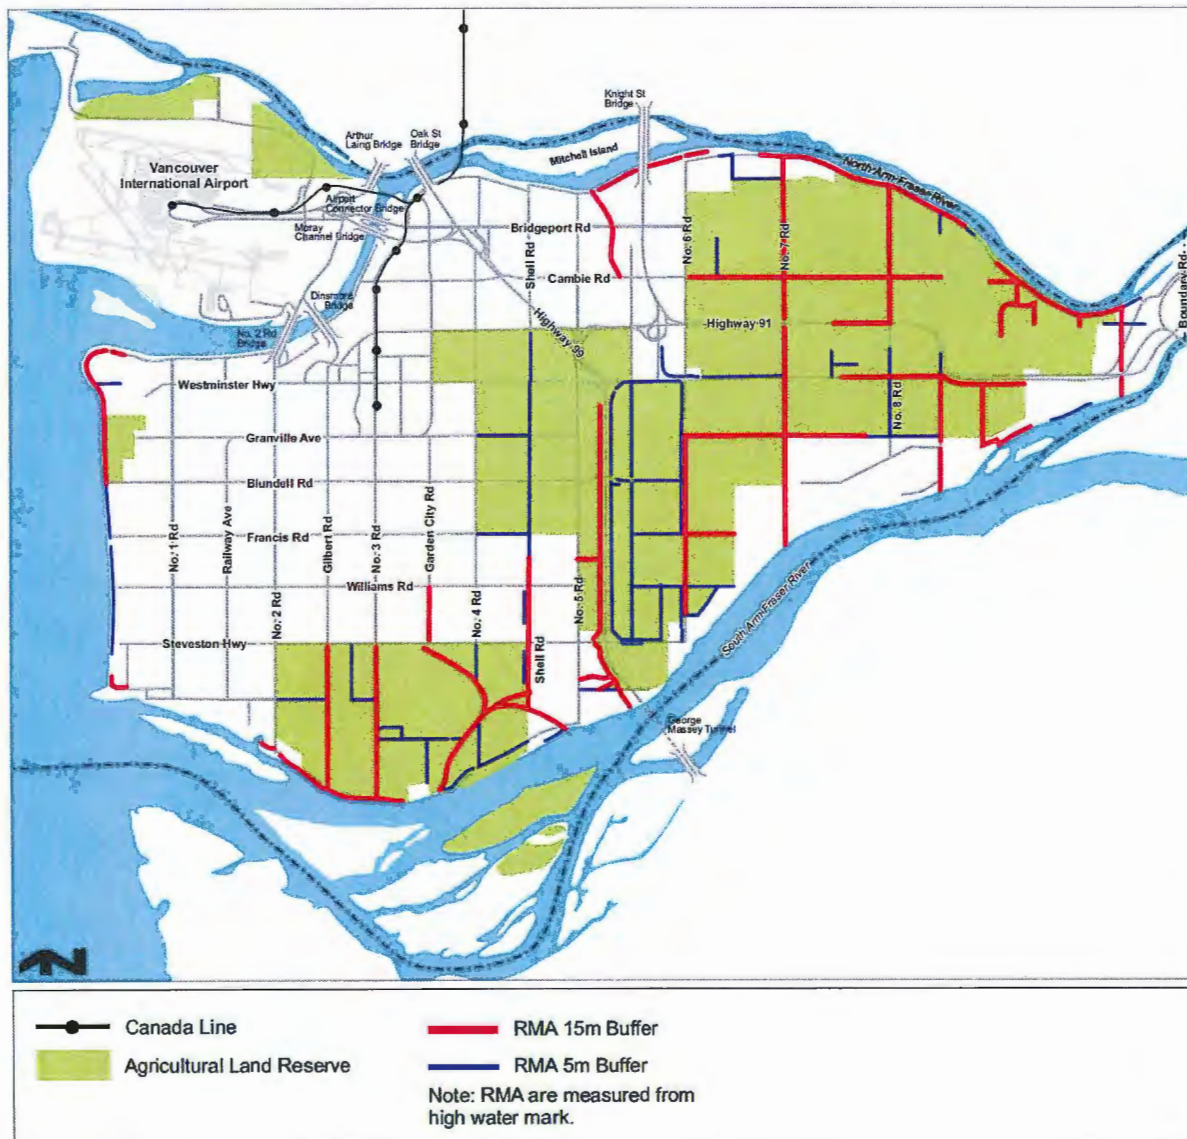 Knight St
Bridge
Arthur
Laing Bridge
Oak St
Bridge
Mitchell Island
North Arm Fraser River
Vancouver
International Airport
Airport
Connector Bridge
Moray
Channel Bridge
Bridgeport Rd
Shell Rd
No. 6 Rd
No. 7 Rd
Boundary Rd
Cambie Rd
Dinsmore
Bridge
No. 2 Rd
Bridge
Highway 99
Highway 91
Westminster Hwy
No. 8 Rd
Granville Ave
Blundell Rd
Francis Rd
No. 1 Rd
Railway Ave
Gilbert Rd
No. 3 Rd
Garden City Rd
Williams Rd
No. 2 Rd
No. 4 Rd
No. 5 Rd
South Arm Fraser River
Steveston Hwy
Shell Rd
George
Massey Tunnel
N
Canada Line
Agricultural Land Reserve
RMA 15m Buffer
RMA 5m Buffer
Note: RMA are measured from
high water mark.